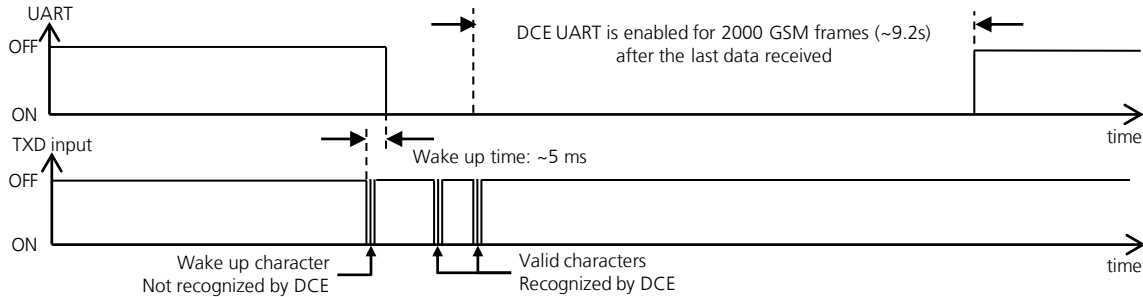 UART
OFF
DCE UART is enabled for 2000 GSM frames (~9.2s)
after the last data received
ON
time
TXD input
Wake up time: ~5 ms
OFF
ON
time
Wake up character
Not recognized by DCE
Valid characters
Recognized by DCE